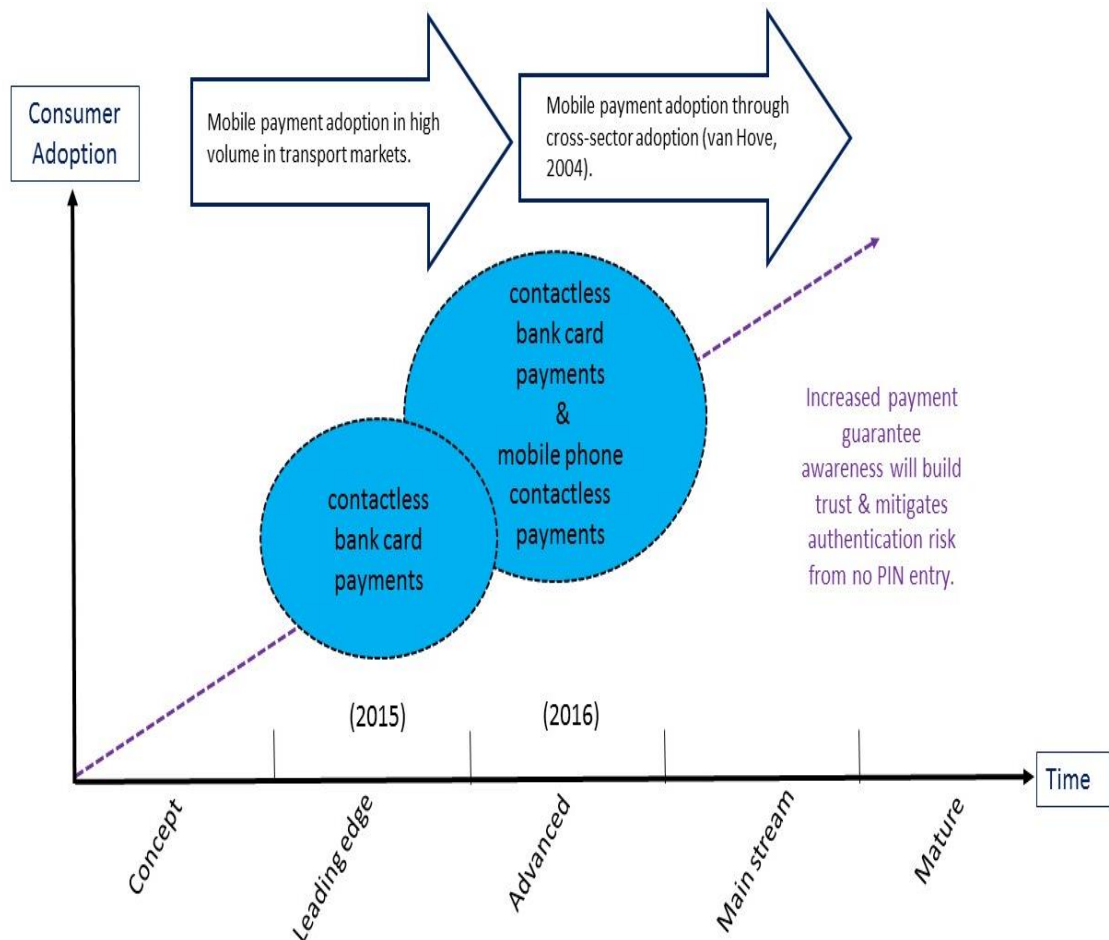 Consumer
Adoption
Mobile payment adoption in high
volume in transport markets.
Mobile payment adoption through
cross-sector adoption (van Hove,
2004).
contactless
bank card
payments
&
mobile phone
contactless
payments
contactless
bank card
payments
Increased payment
guarantee
awareness will build
trust & mitigates
authentication risk
from no PIN entry.
(2015)
(2016)
Time
Concept
Leading edge
Advanced
Main stream
Mature